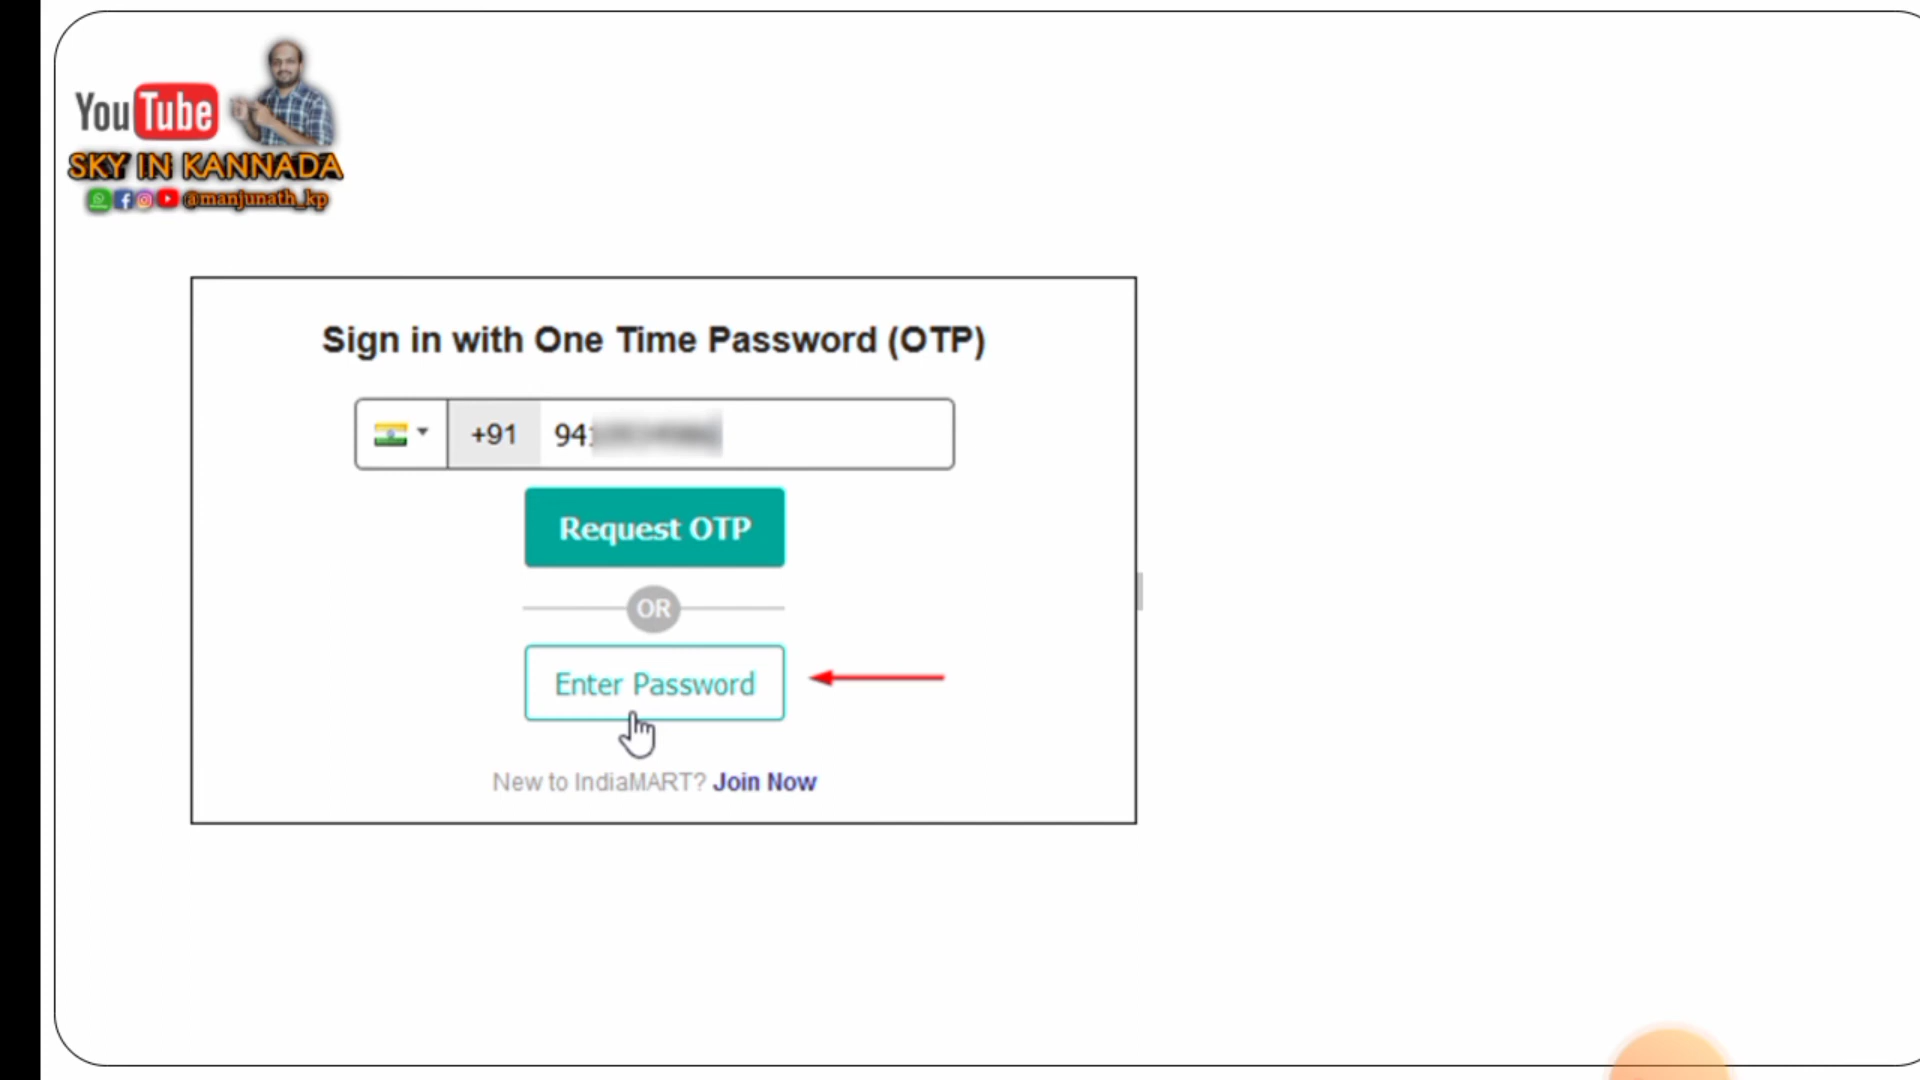 YouTube
SKY IN KANNADA
@manjunath_kp
Sign in with One Time Password (OTP)
+91 94
Request OTP
OR
Enter Password
New to IndiaMART? Join Now